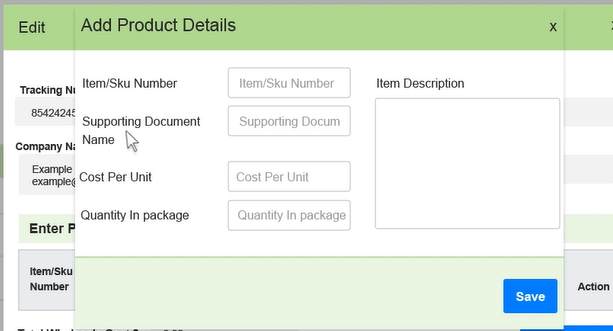 Edit
Add Product Details
x
Tracking
85424245
Company
Example
example@
Enter
Item/Sku
Number
Action
Item/Sku Number
Item/Sku Number
Item Description
Supporting Document
Name
Supporting Docum
Cost Per Unit
Cost Per Unit
Quantity In package
Quantity In package
Save